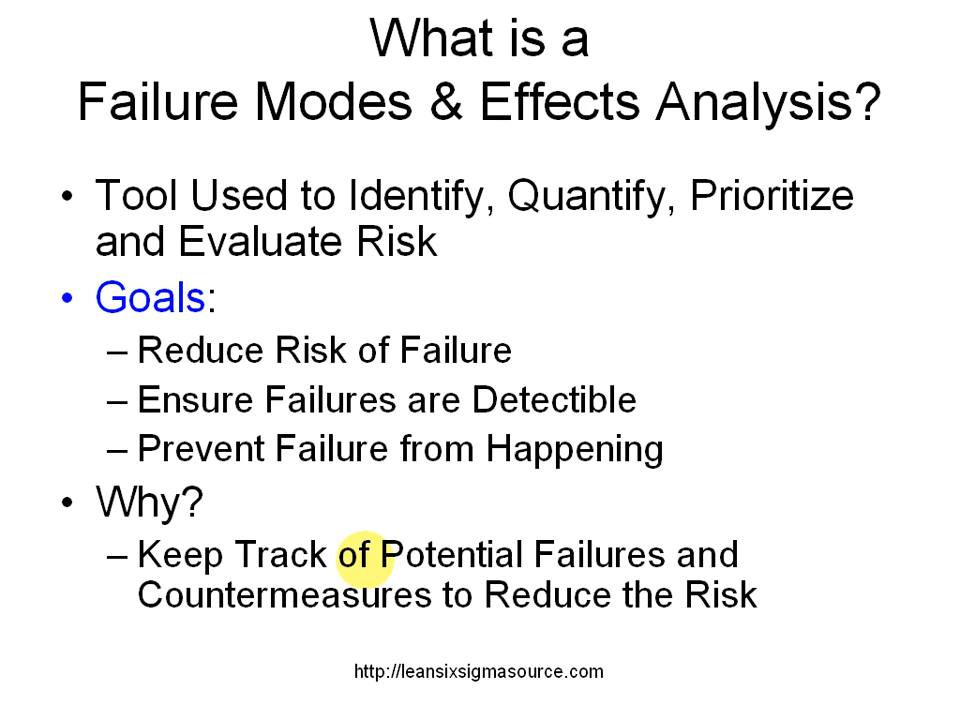 What is a
Failure Modes & Effects Analysis?
• Tool Used to Identify, Quantify, Prioritize
and Evaluate Risk
• Goals:
– Reduce Risk of Failure
– Ensure Failures are Detectible
– Prevent Failure from Happening
• Why?
– Keep Track of Potential Failures and
Countermeasures to Reduce the Risk
http://leansixsigmasource.com